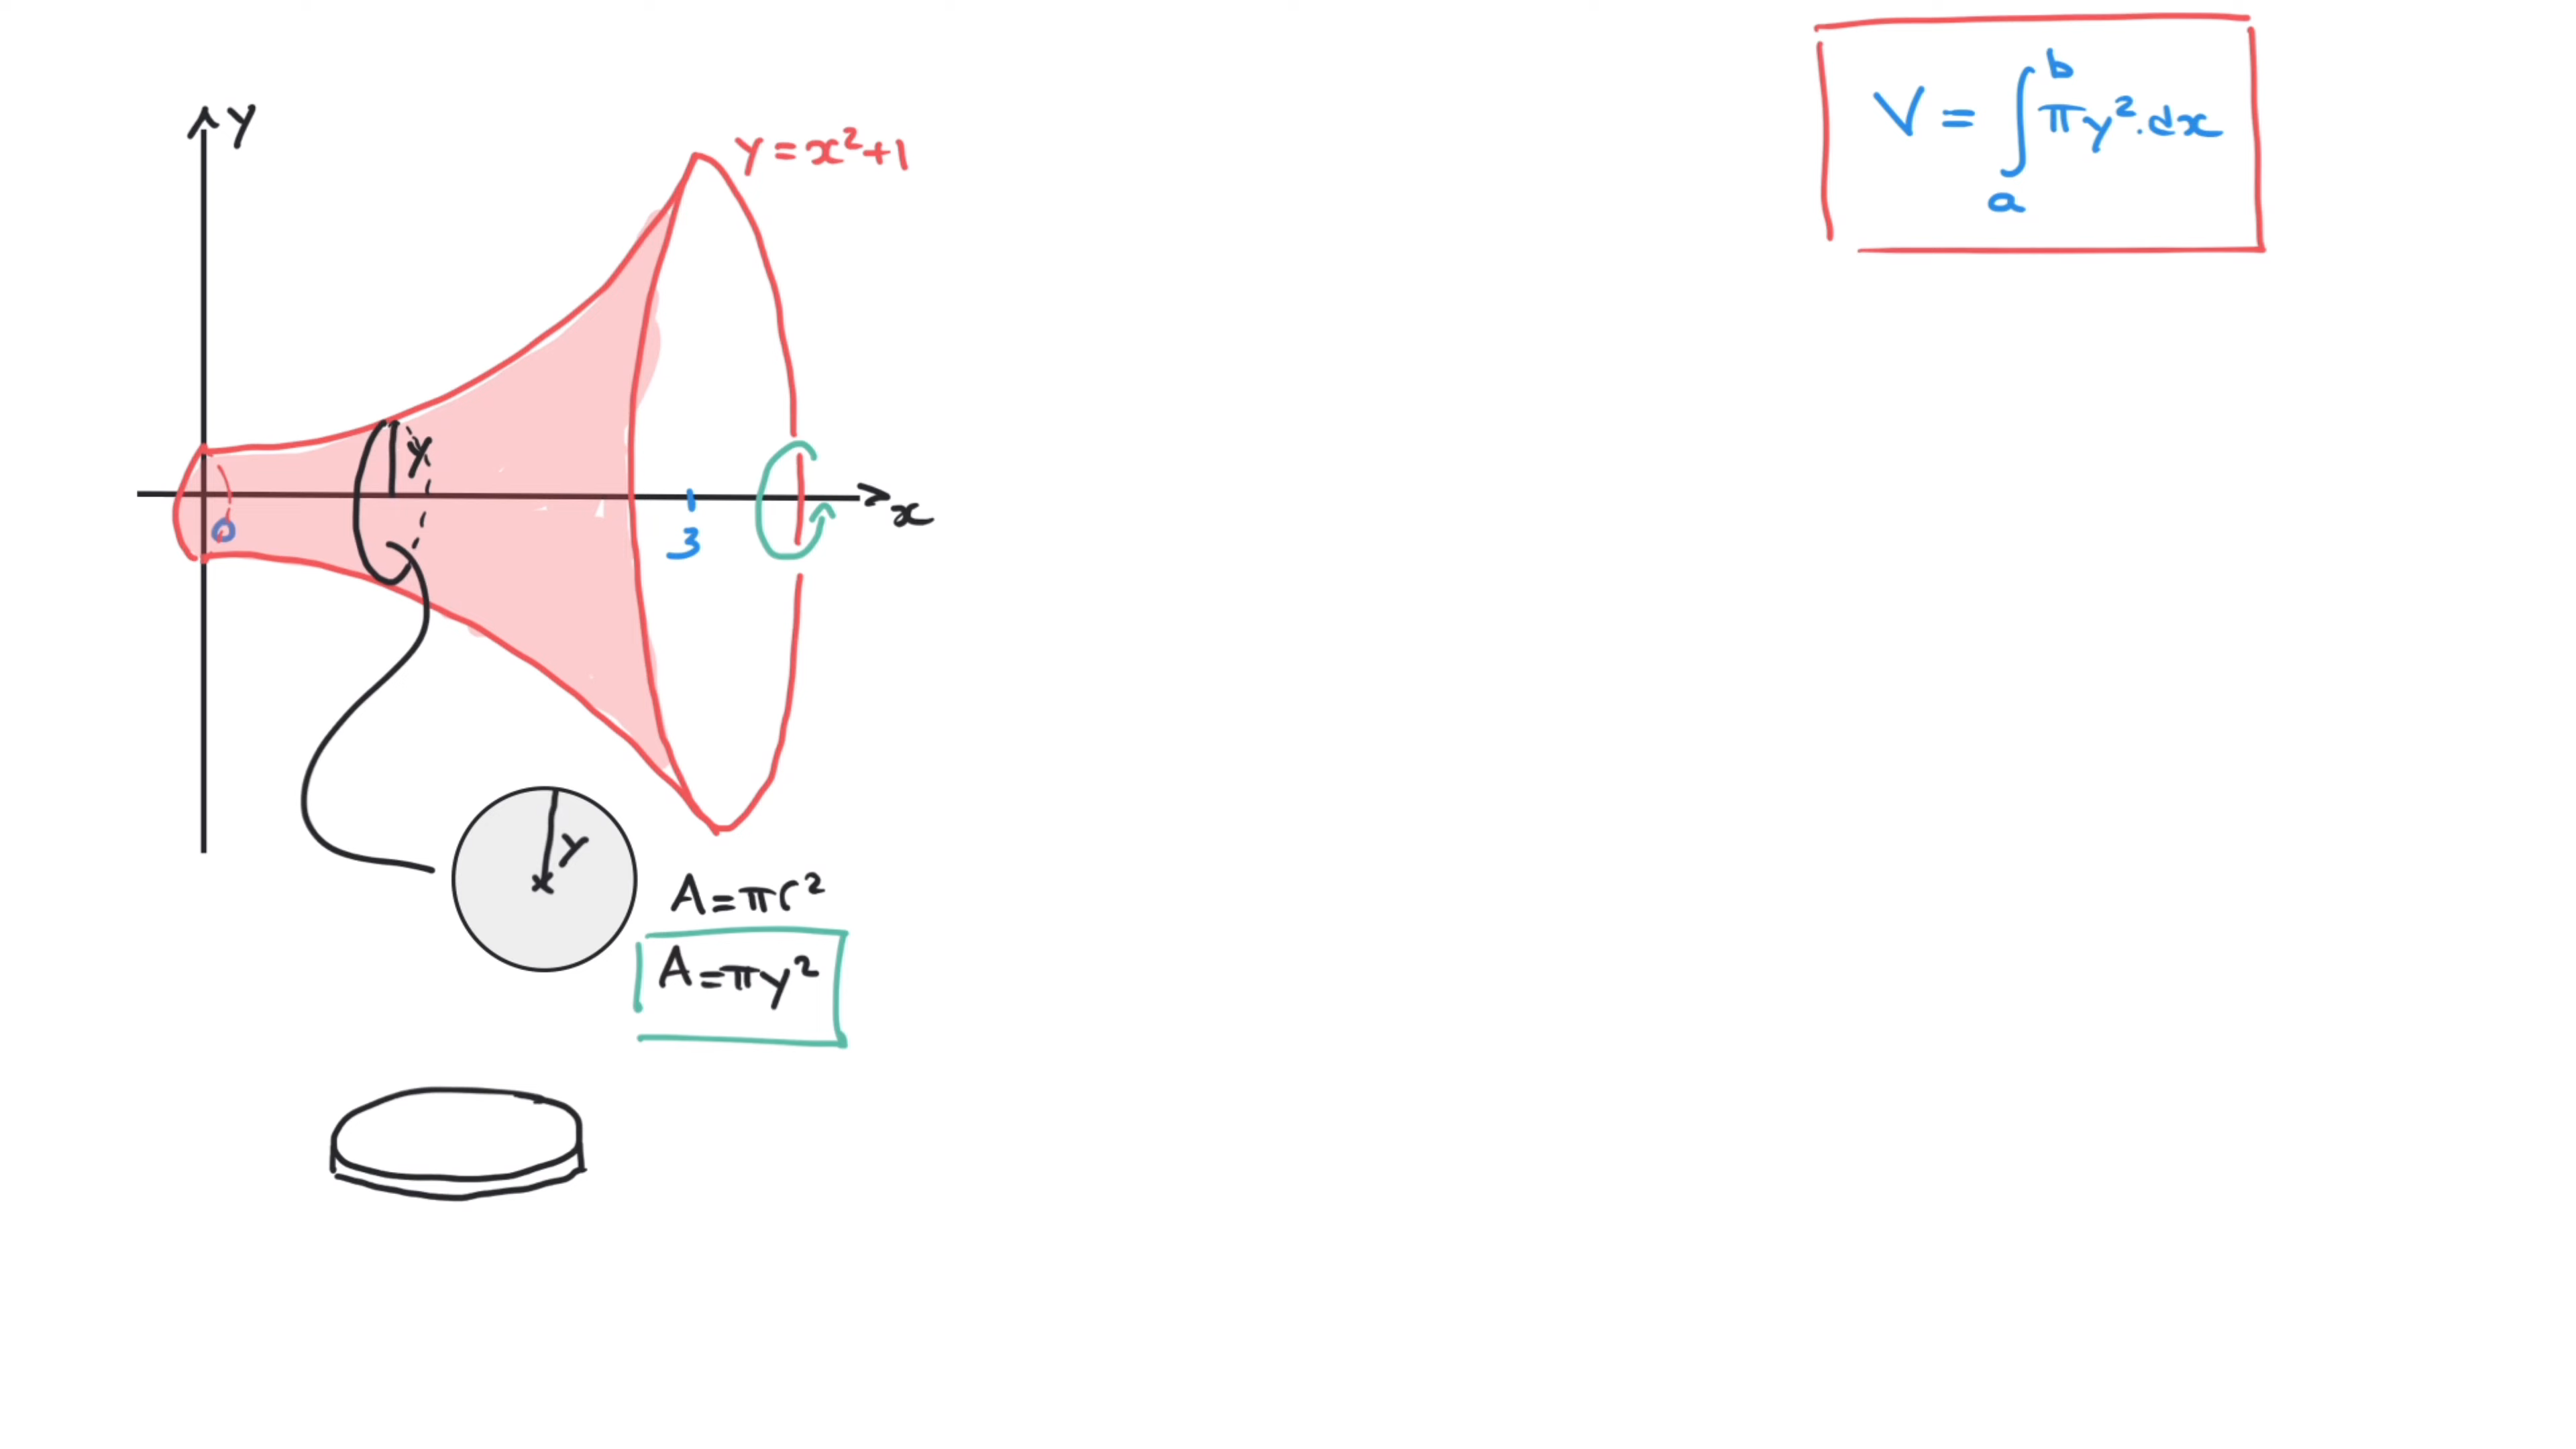 y
y = x²+1
V = ∫ₐᵇ πy².dx
y
x
0
3
y
x
A=πr²
A=πy²